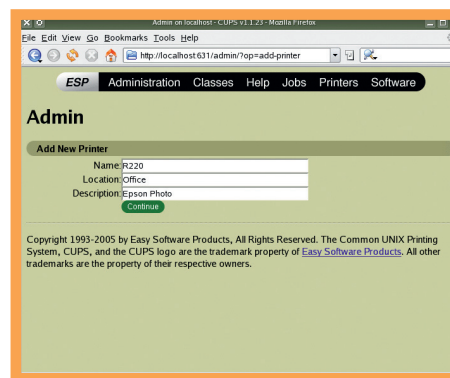 Admin on localhost - CUPS v1.1.23 - Mozilla Firefox
File Edit View Go Bookmarks Tools Help
http://localhost:631/admin/?op=add-printer
ESP Administration Classes Help Jobs Printers Software
Admin
Add New Printer
Name: R220
Location: Office
Description: Epson Photo
Continue
Copyright 1993-2005 by Easy Software Products, All Rights Reserved. The Common UNIX Printing
System, CUPS, and the CUPS logo are the trademark property of Easy Software Products. All other
trademarks are the property of their respective owners.